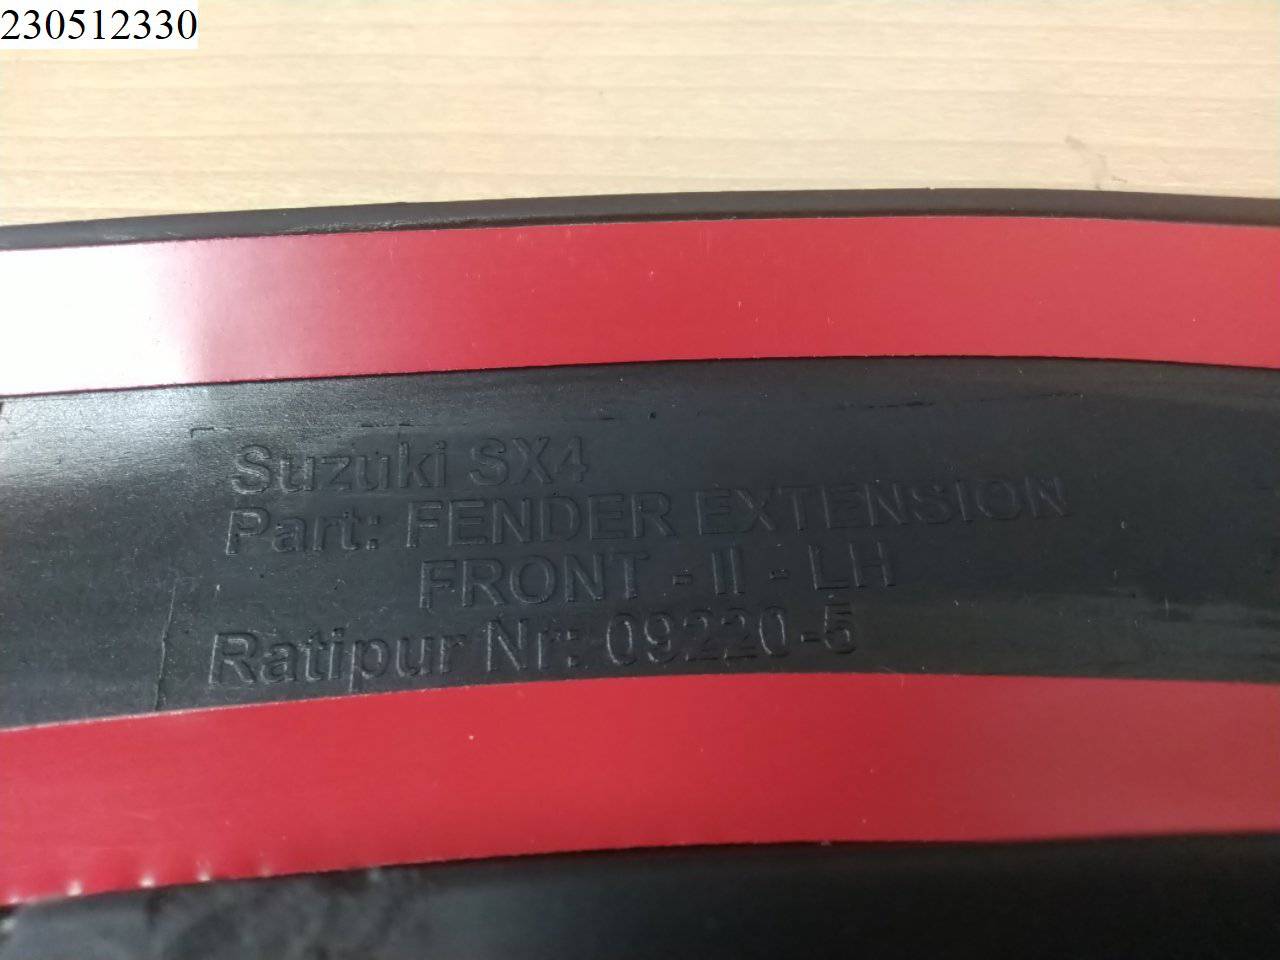 230512330
Suzuki SX4
Part: FENDER EXTENSION
FRONT - II - LH
Ratipur Nr: 09220-5